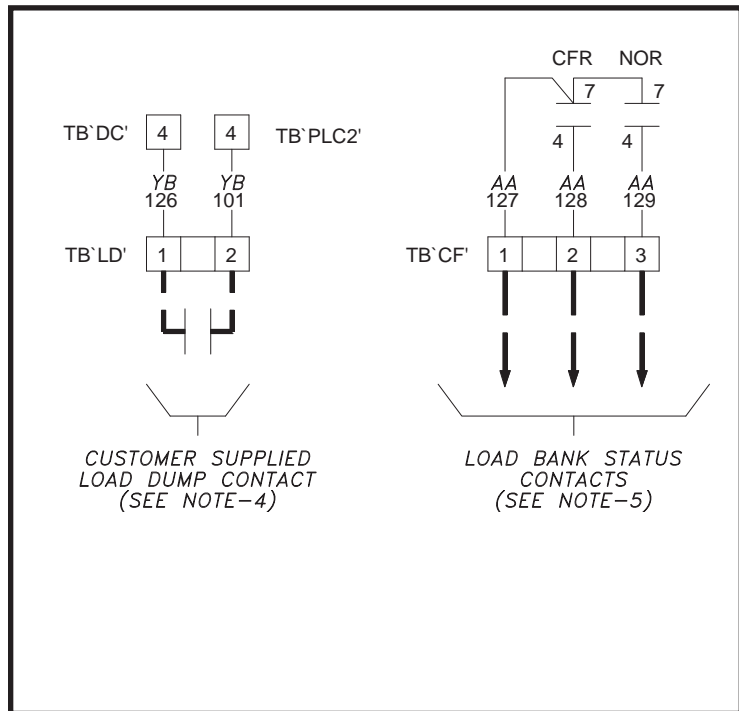 CFR NOR
7 7
TB`DC' 4 4 TB`PLC2'
4 4
YB YB AA AA AA
126 101 127 128 129
TB`LD' 1 2 TB`CF' 1 2 3
CUSTOMER SUPPLIED
LOAD DUMP CONTACT
(SEE NOTE-4)
LOAD BANK STATUS
CONTACTS
(SEE NOTE-5)